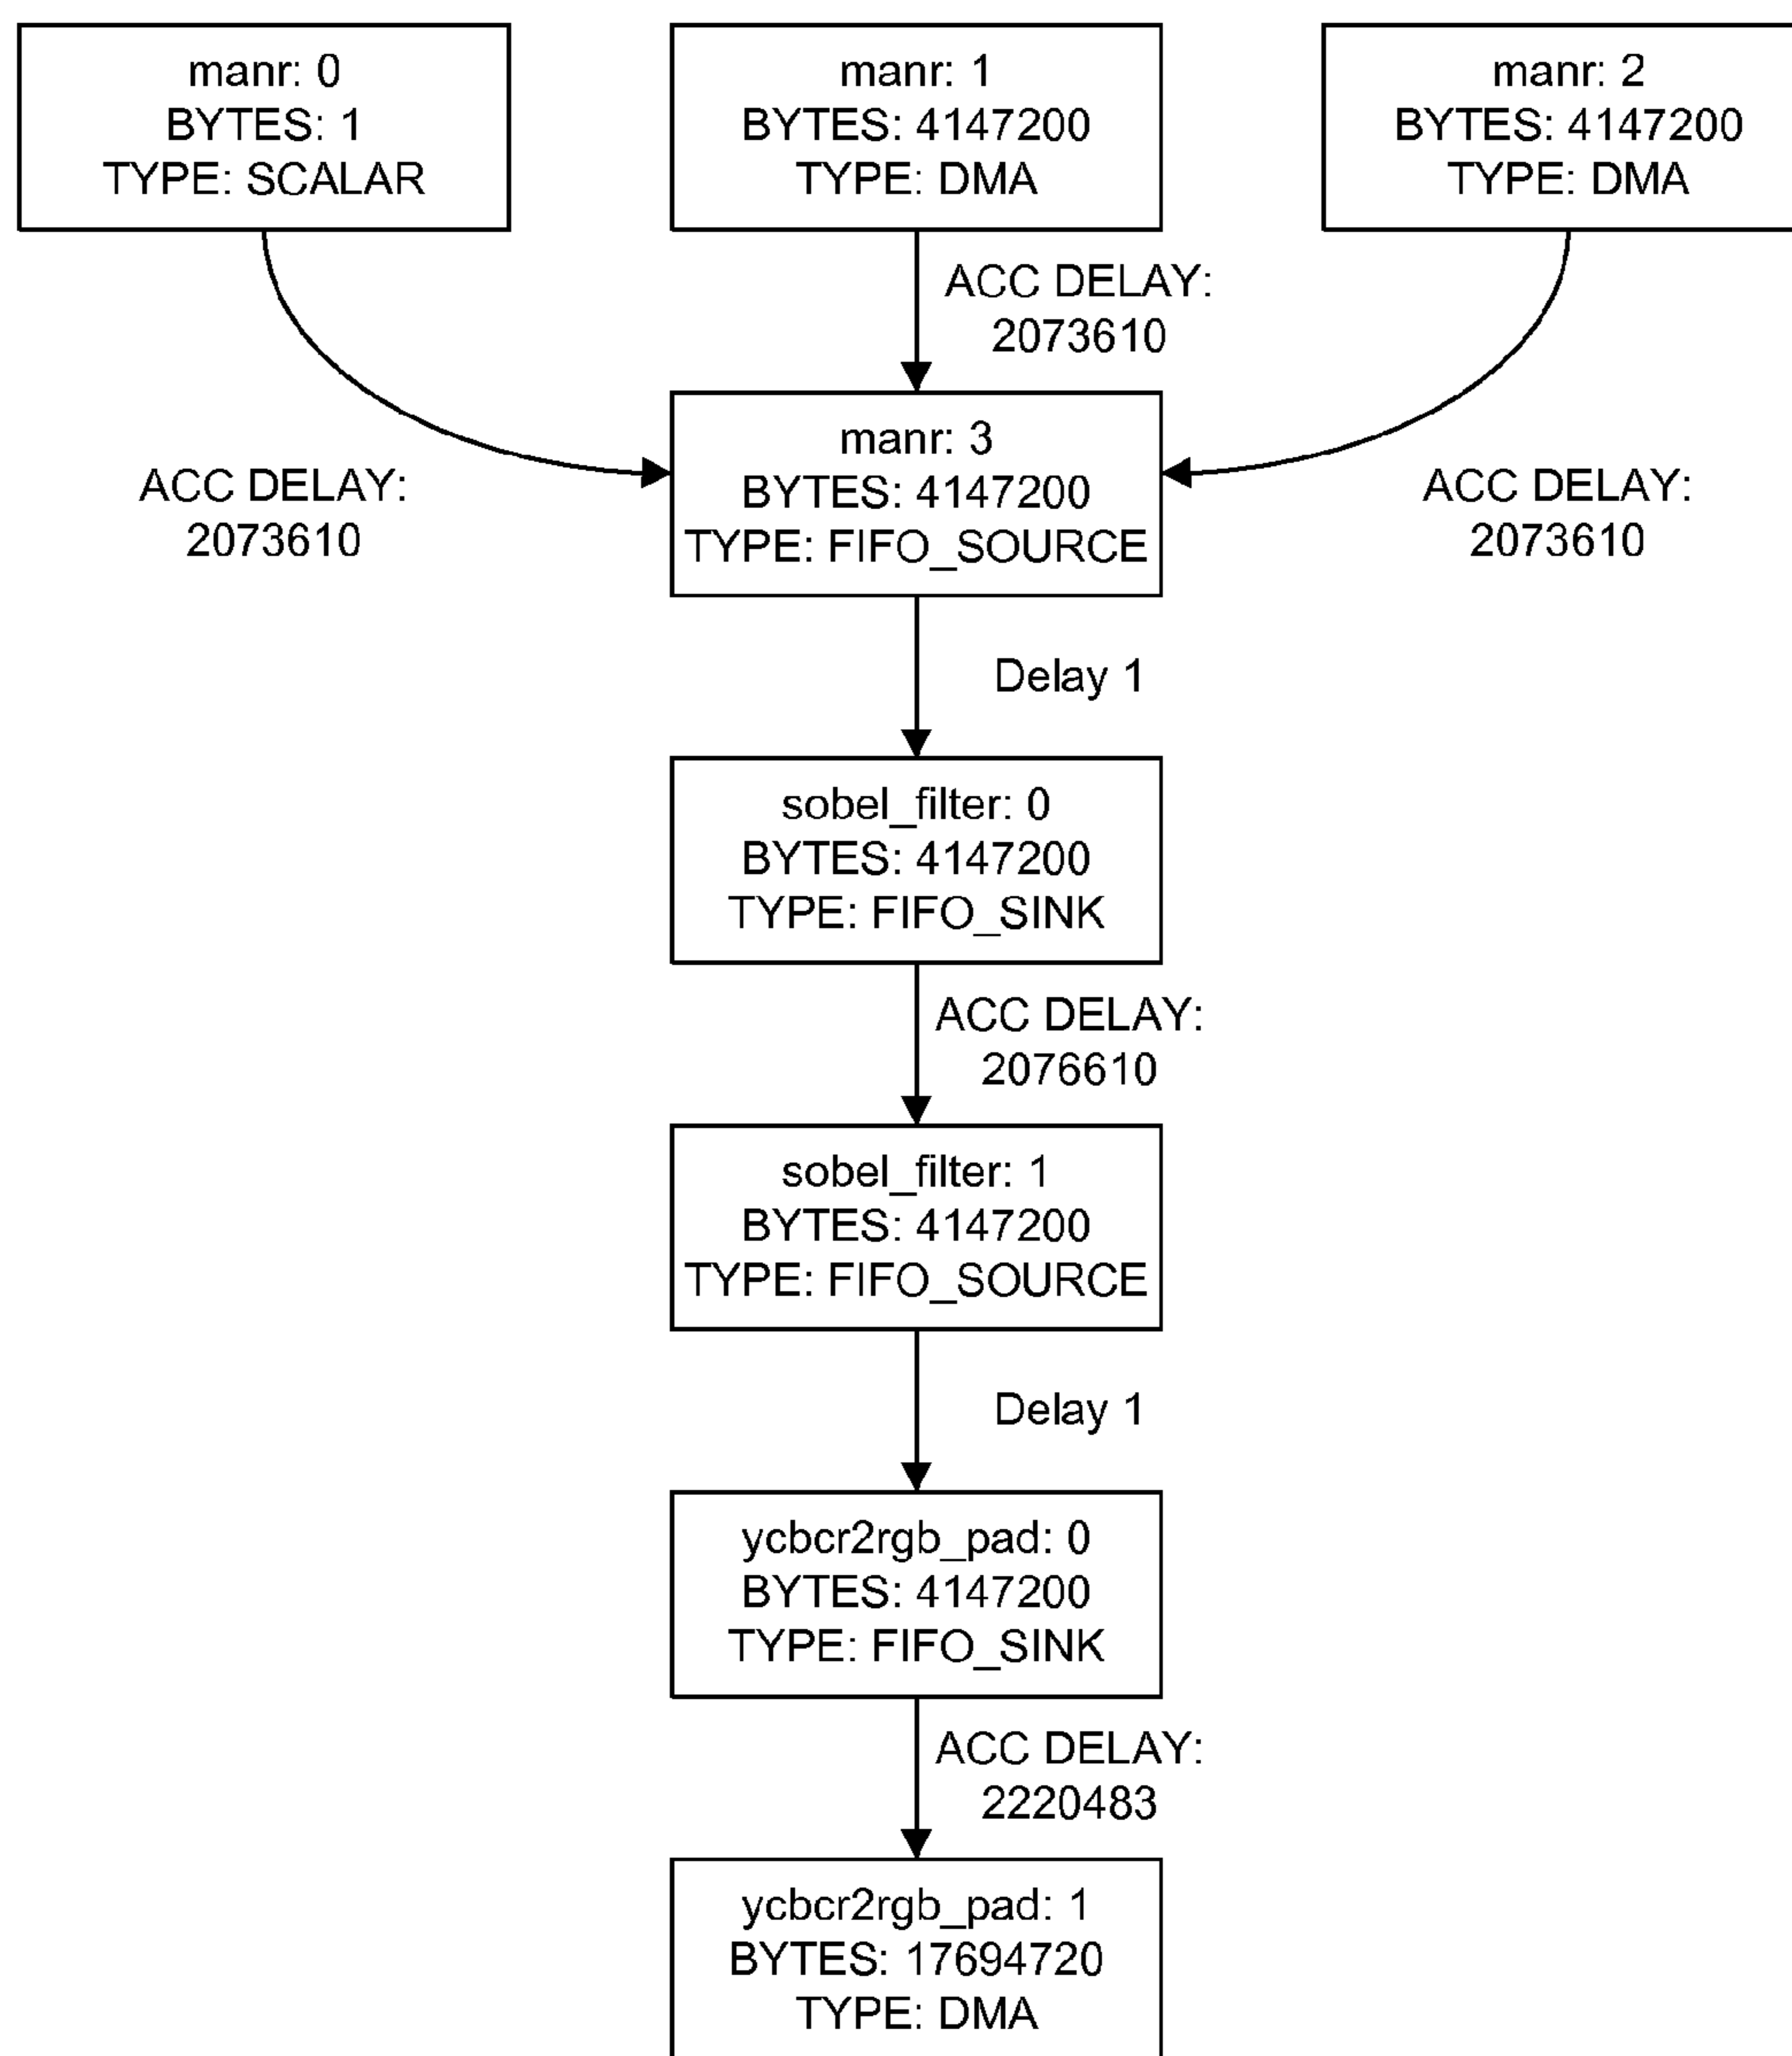 manr: 0
BYTES: 1
TYPE: SCALAR
manr: 1
BYTES: 4147200
TYPE: DMA
manr: 2
BYTES: 4147200
TYPE: DMA
ACC DELAY:
2073610
manr: 3
BYTES: 4147200
TYPE: FIFO_SOURCE
ACC DELAY:
2073610
ACC DELAY:
2073610
Delay 1
sobel_filter: 0
BYTES: 4147200
TYPE: FIFO_SINK
ACC DELAY:
2076610
sobel_filter: 1
BYTES: 4147200
TYPE: FIFO_SOURCE
Delay 1
ycbcr2rgb_pad: 0
BYTES: 4147200
TYPE: FIFO_SINK
ACC DELAY:
2220483
ycbcr2rgb_pad: 1
BYTES: 17694720
TYPE: DMA